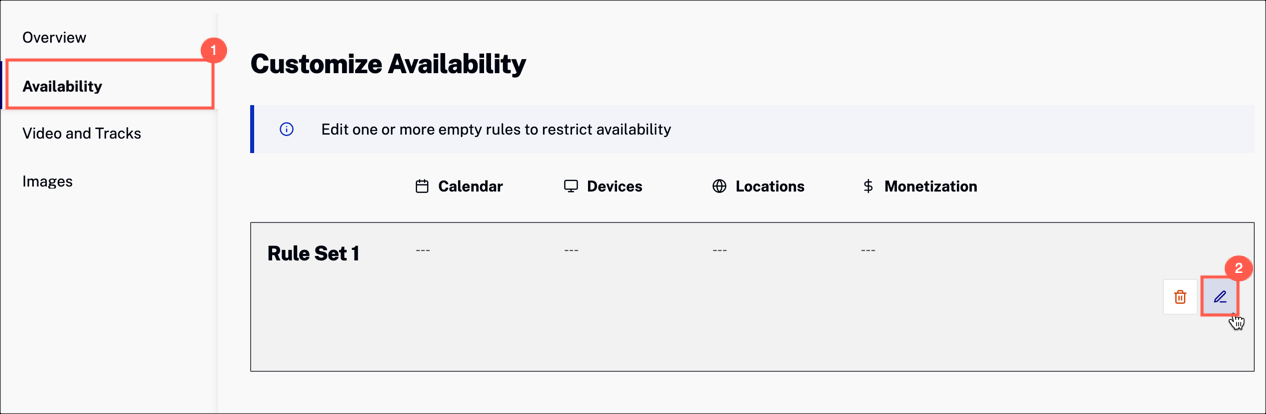 Overview
1
Availability
Video and Tracks
Images
Customize Availability
Edit one or more empty rules to restrict availability
Calendar Devices Locations $ Monetization
Rule Set 1 --- --- --- ---
2